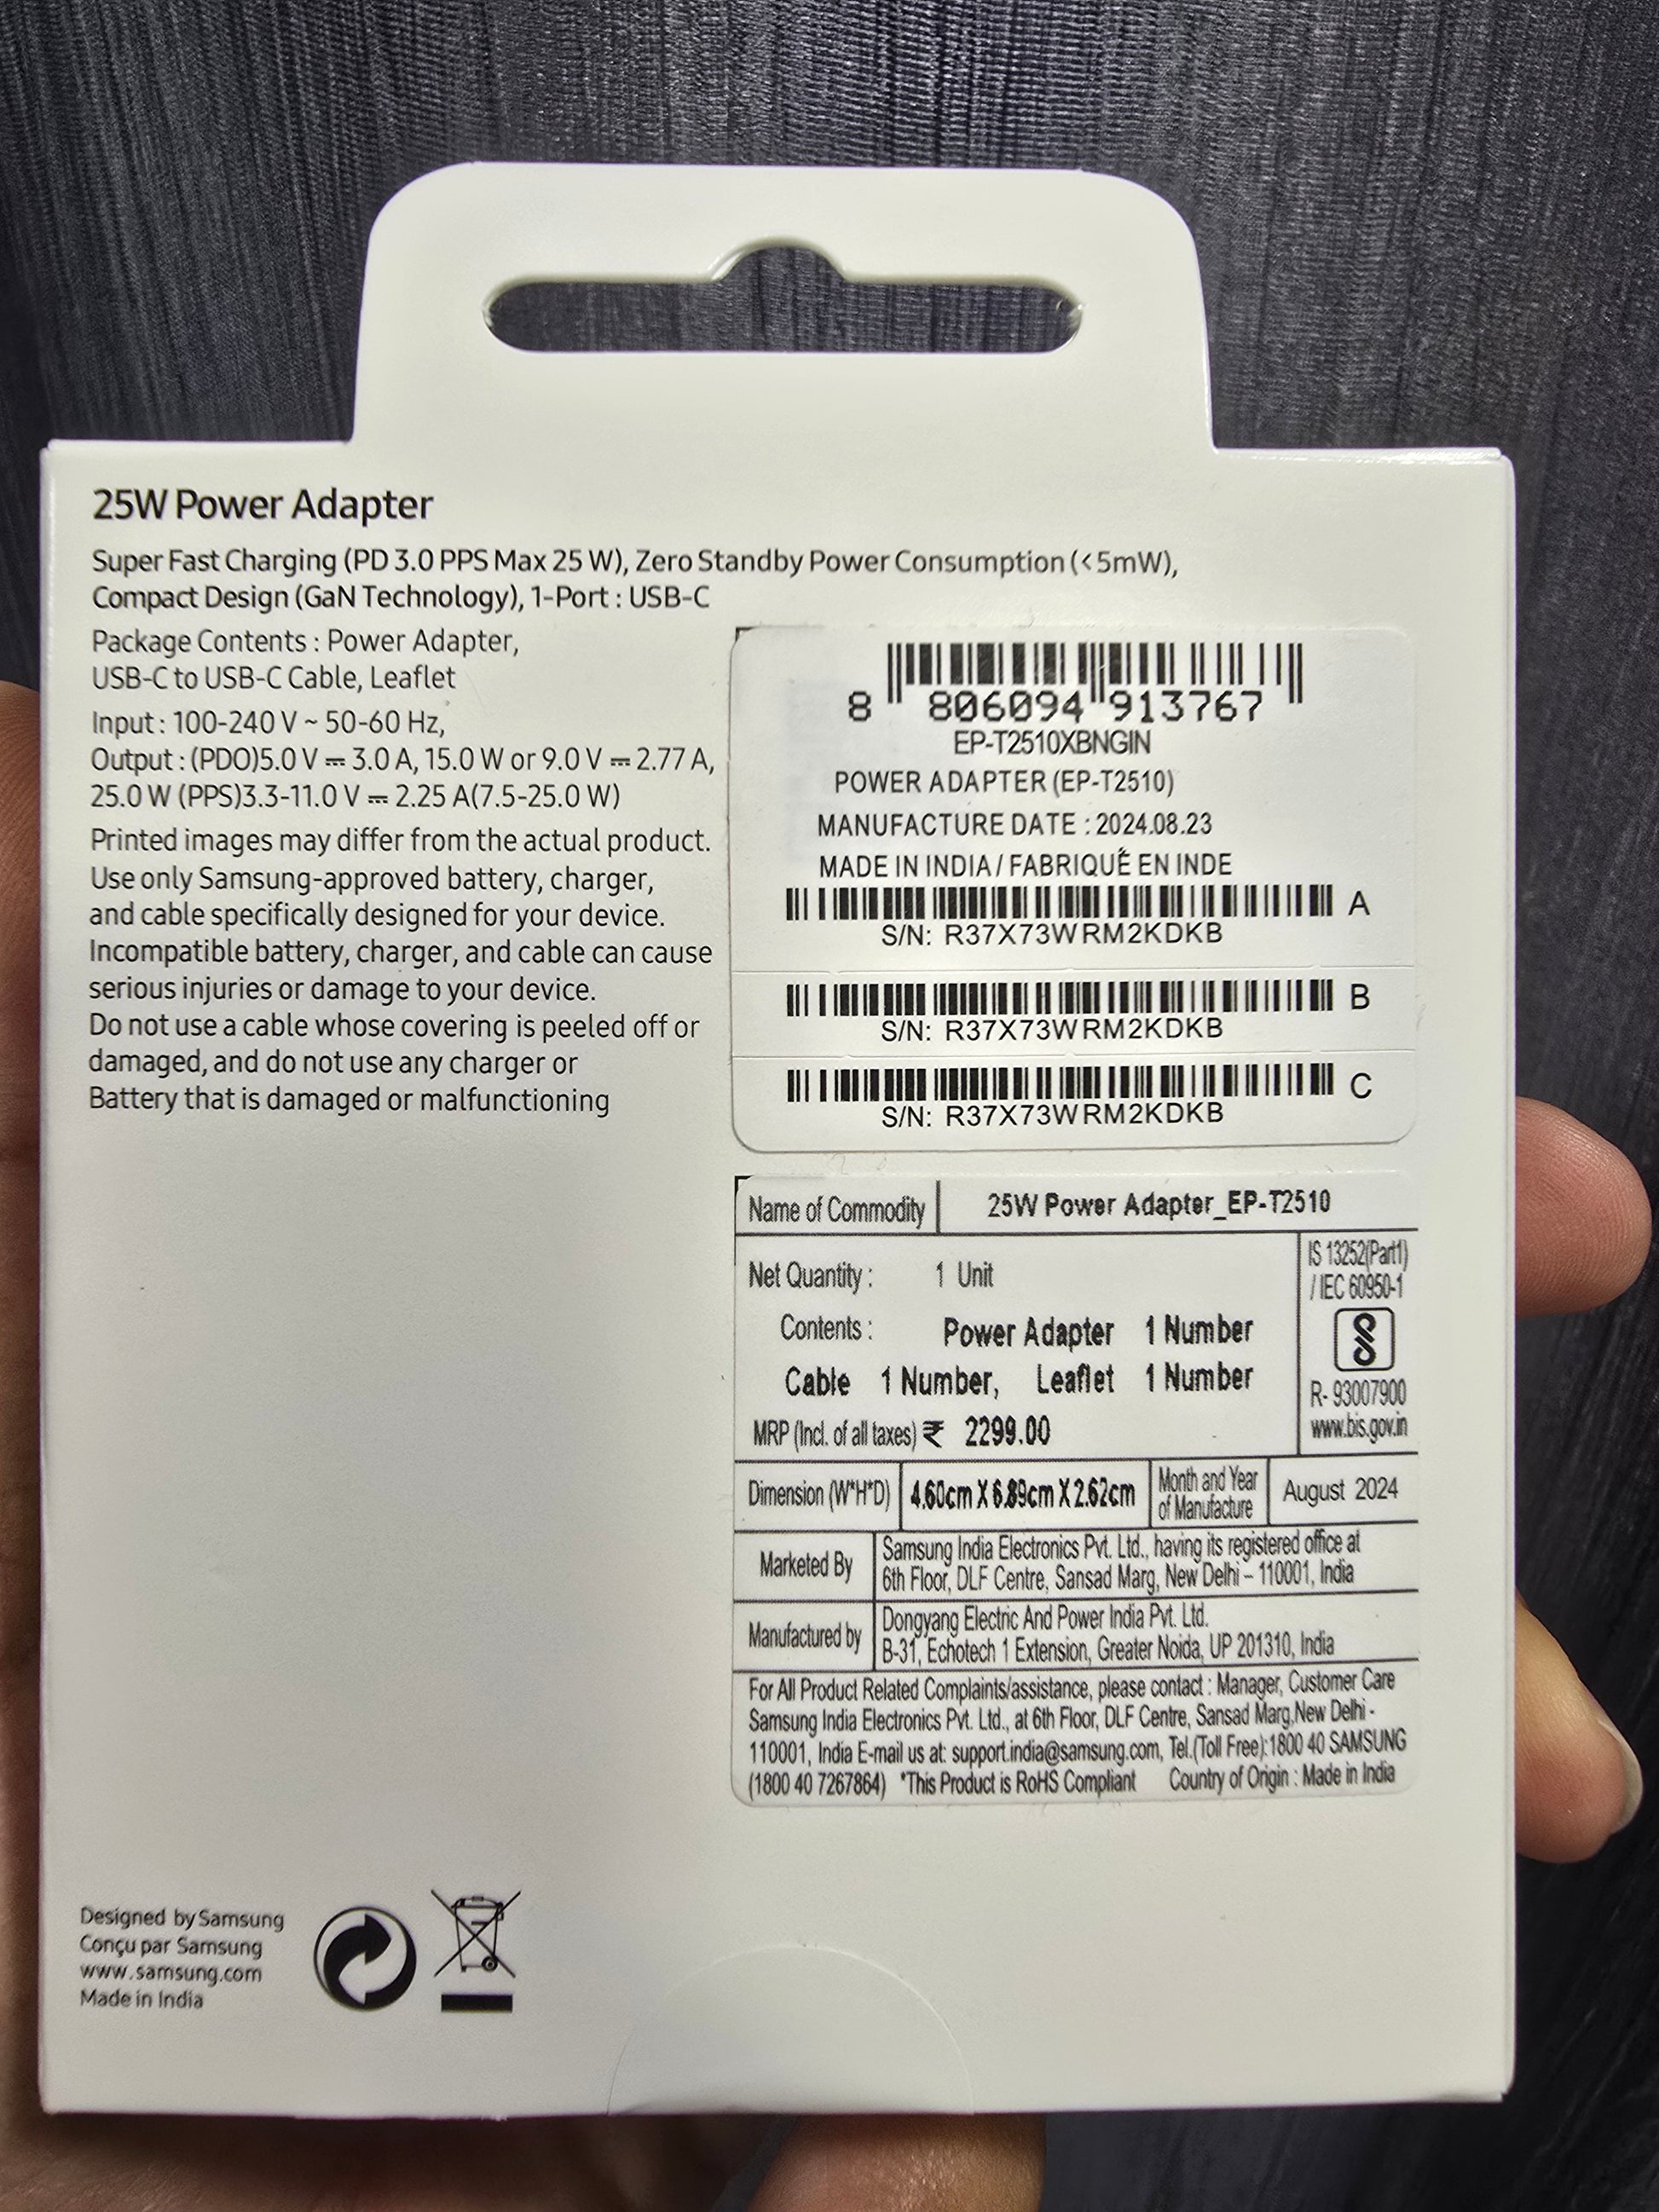 25W Power Adapter
Super Fast Charging (PD 3.0 PPS Max 25 W), Zero Standby Power Consumption (<5mW),
Compact Design (GaN Technology), 1-Port : USB-C
Package Contents : Power Adapter,
USB-C to USB-C Cable, Leaflet
Input : 100-240 V ~ 50-60 Hz,
Output : (PDO)5.0 V ⎓ 3.0 A, 15.0 W or 9.0 V ⎓ 2.77 A,
25.0 W (PPS)3.3-11.0 V ⎓ 2.25 A(7.5-25.0 W)
Printed images may differ from the actual product.
Use only Samsung-approved battery, charger,
and cable specifically designed for your device.
Incompatible battery, charger, and cable can cause
serious injuries or damage to your device.
Do not use a cable whose covering is peeled off or
damaged, and do not use any charger or
Battery that is damaged or malfunctioning
8 806094 913767
EP-T2510XBNGIN
POWER ADAPTER (EP-T2510)
MANUFACTURE DATE : 2024.08.23
MADE IN INDIA / FABRIQUÉ EN INDE
A
S/N: R37X73WRM2KDKB
B
S/N: R37X73WRM2KDKB
C
S/N: R37X73WRM2KDKB
Name of Commodity 25W Power Adapter_EP-T2510
Net Quantity : 1 Unit
Contents : Power Adapter 1 Number
Cable 1 Number, Leaflet 1 Number
MRP (Incl. of all taxes) ₹ 2299.00
IS 13252(Part1)
/ IEC 60950-1
R- 93007900
www.bis.gov.in
Dimension (W*H*D) 4.60cm X 6.89cm X 2.62cm
Month and Year
of Manufacture
August 2024
Marketed By
Samsung India Electronics Pvt. Ltd., having its registered office at
6th Floor, DLF Centre, Sansad Marg, New Delhi – 110001, India
Manufactured by
Dongyang Electric And Power India Pvt. Ltd.
B-31, Echotech 1 Extension, Greater Noida, UP 201310, India
For All Product Related Complaints/assistance, please contact : Manager, Customer Care
Samsung India Electronics Pvt. Ltd., at 6th Floor, DLF Centre, Sansad Marg,New Delhi -
110001, India E-mail us at: support.india@samsung.com, Tel.(Toll Free):1800 40 SAMSUNG
(1800 40 7267864) *This Product is RoHS Compliant Country of Origin : Made in India
Designed by Samsung
Conçu par Samsung
www.samsung.com
Made in India